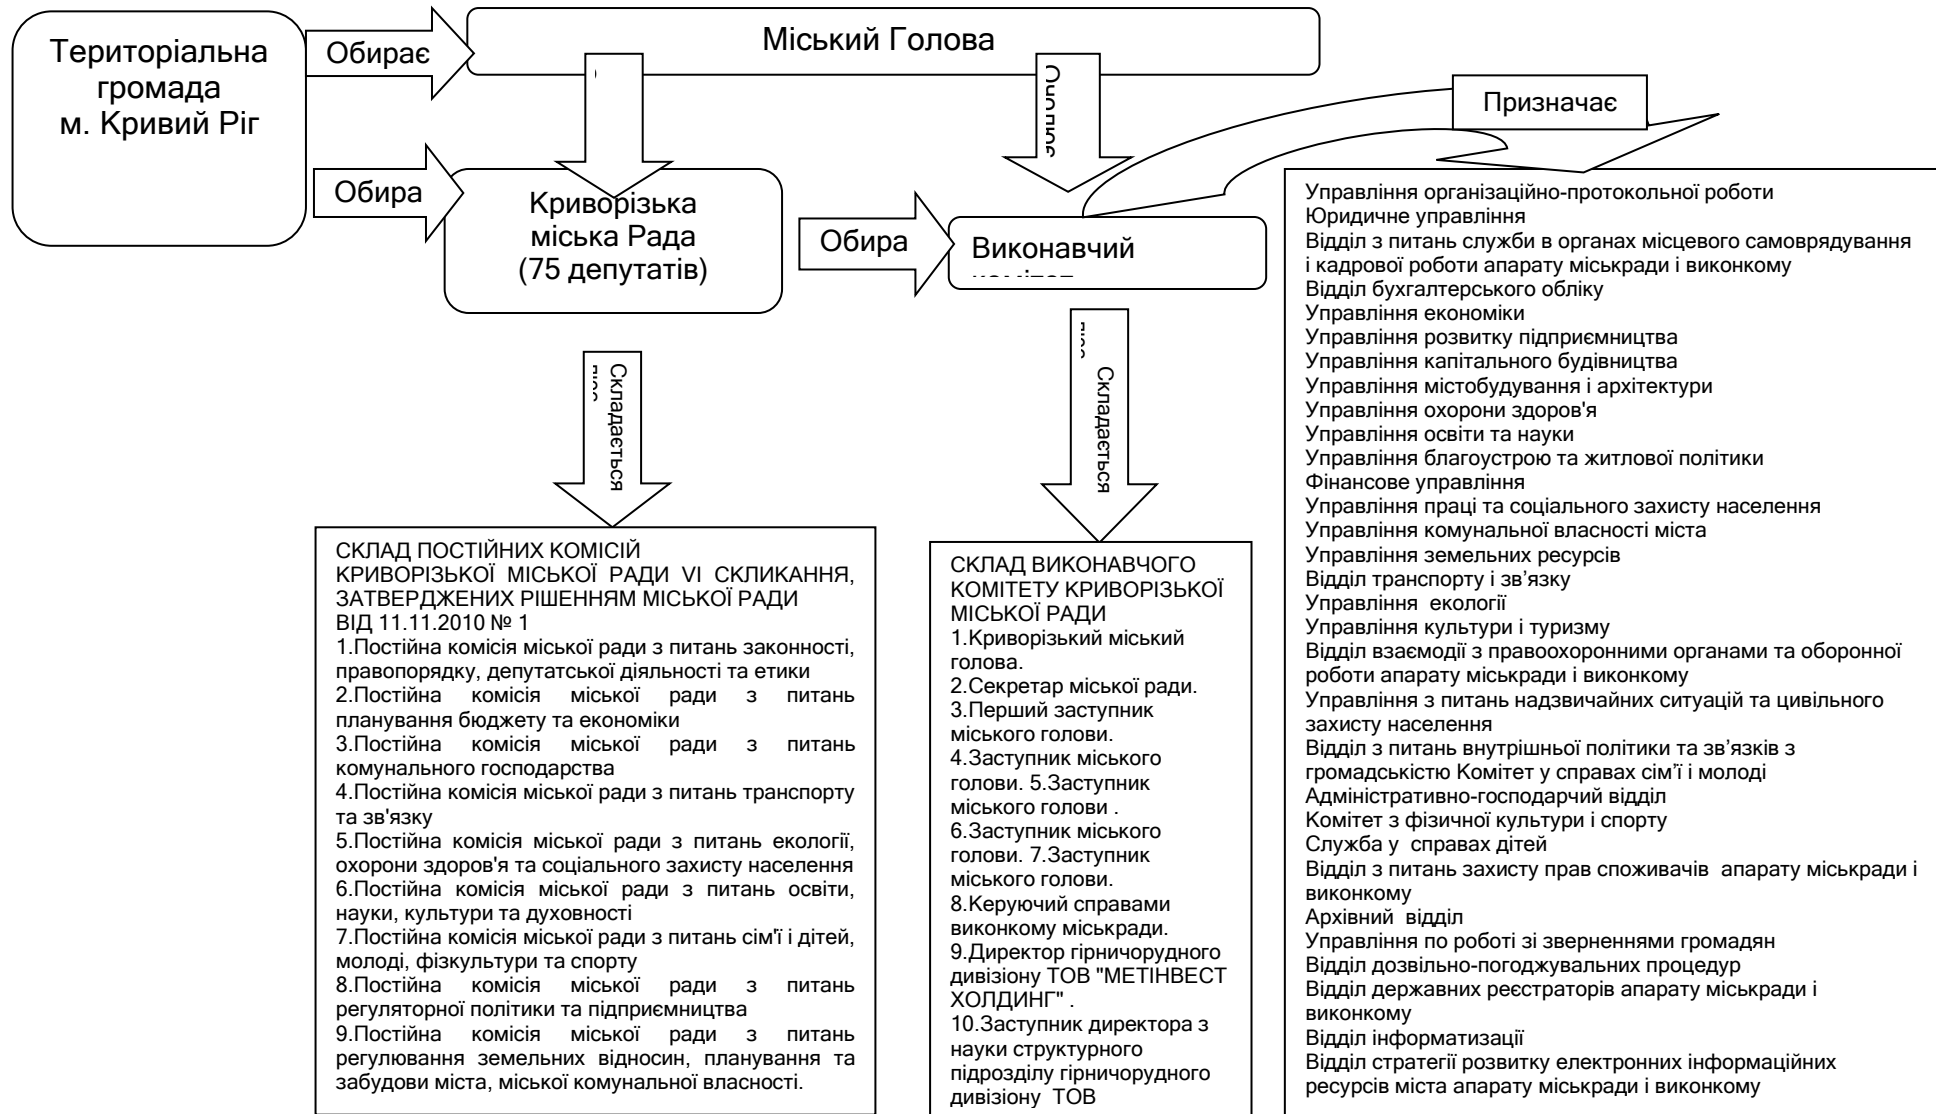 Територіальна
громада
м. Кривий Ріг
Обирає
Міський Голова
Призначає
Обира
Криворізька
міська Рада
(75 депутатів)
Обира
Виконавчий
Складається
Складається
СКЛАД ПОСТІЙНИХ КОМІСІЙ
КРИВОРІЗЬКОЇ МІСЬКОЇ РАДИ VI СКЛИКАННЯ,
ЗАТВЕРДЖЕНИХ РІШЕННЯМ МІСЬКОЇ РАДИ
ВІД 11.11.2010 № 1
1.Постійна комісія міської ради з питань законності,
правопорядку, депутатської діяльності та етики
2.Постійна комісія міської ради з питань
планування бюджету та економіки
3.Постійна комісія міської ради з питань
комунального господарства
4.Постійна комісія міської ради з питань транспорту
та зв'язку
5.Постійна комісія міської ради з питань екології,
охорони здоров'я та соціального захисту населення
6.Постійна комісія міської ради з питань освіти,
науки, культури та духовності
7.Постійна комісія міської ради з питань сім'ї і дітей,
молоді, фізкультури та спорту
8.Постійна комісія міської ради з питань
регуляторної політики та підприємництва
9.Постійна комісія міської ради з питань
регулювання земельних відносин, планування та
забудови міста, міської комунальної власності.
СКЛАД ВИКОНАВЧОГО
КОМІТЕТУ КРИВОРІЗЬКОЇ
МІСЬКОЇ РАДИ
1.Криворізький міський
голова.
2.Секретар міської ради.
3.Перший заступник
міського голови.
4.Заступник міського
голови. 5.Заступник
міського голови .
6.Заступник міського
голови. 7.Заступник
міського голови.
8.Керуючий справами
виконкому міськради.
9.Директор гірничорудного
дивізіону ТОВ "МЕТІНВЕСТ
ХОЛДИНГ" .
10.Заступник директора з
науки структурного
підрозділу гірничорудного
дивізіону ТОВ
Управління організаційно-протокольної роботи
Юридичне управління
Відділ з питань служби в органах місцевого самоврядування
і кадрової роботи апарату міськради і виконкому
Відділ бухгалтерського обліку
Управління економіки
Управління розвитку підприємництва
Управління капітального будівництва
Управління містобудування і архітектури
Управління охорони здоров'я
Управління освіти та науки
Управління благоустрою та житлової політики
Фінансове управління
Управління праці та соціального захисту населення
Управління комунальної власності міста
Управління земельних ресурсів
Відділ транспорту і зв’язку
Управління екології
Управління культури і туризму
Відділ взаємодії з правоохоронними органами та оборонної
роботи апарату міськради і виконкому
Управління з питань надзвичайних ситуацій та цивільного
захисту населення
Відділ з питань внутрішньої політики та зв’язків з
громадськістю Комітет у справах сім’ї і молоді
Адміністративно-господарчий відділ
Комітет з фізичної культури і спорту
Служба у справах дітей
Відділ з питань захисту прав споживачів апарату міськради і
виконкому
Архівний відділ
Управління по роботі зі зверненнями громадян
Відділ дозвільно-погоджувальних процедур
Відділ державних реєстраторів апарату міськради і
виконкому
Відділ інформатизації
Відділ стратегії розвитку електронних інформаційних
ресурсів міста апарату міськради і виконкому